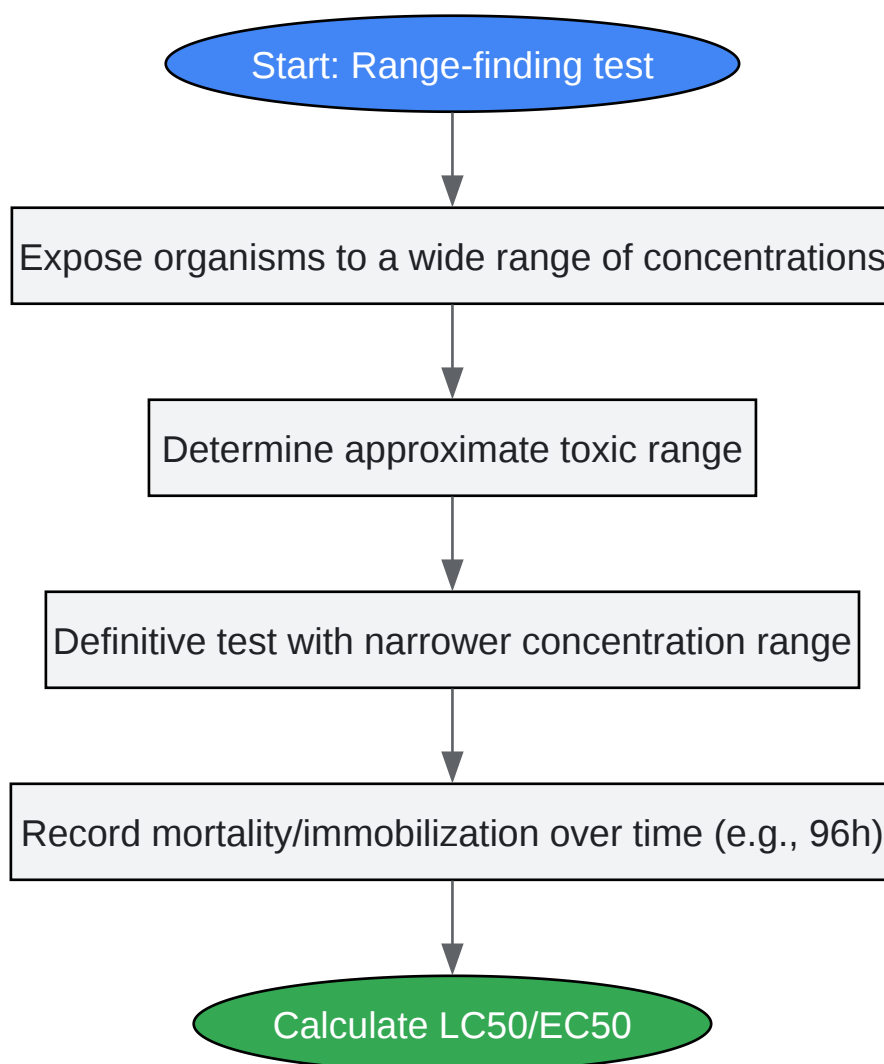 Start: Range-finding test
Expose organisms to a wide range of concentrations
Determine approximate toxic range
Definitive test with narrower concentration range
Record mortality/immobilization over time (e.g., 96h)
Calculate LC50/EC50